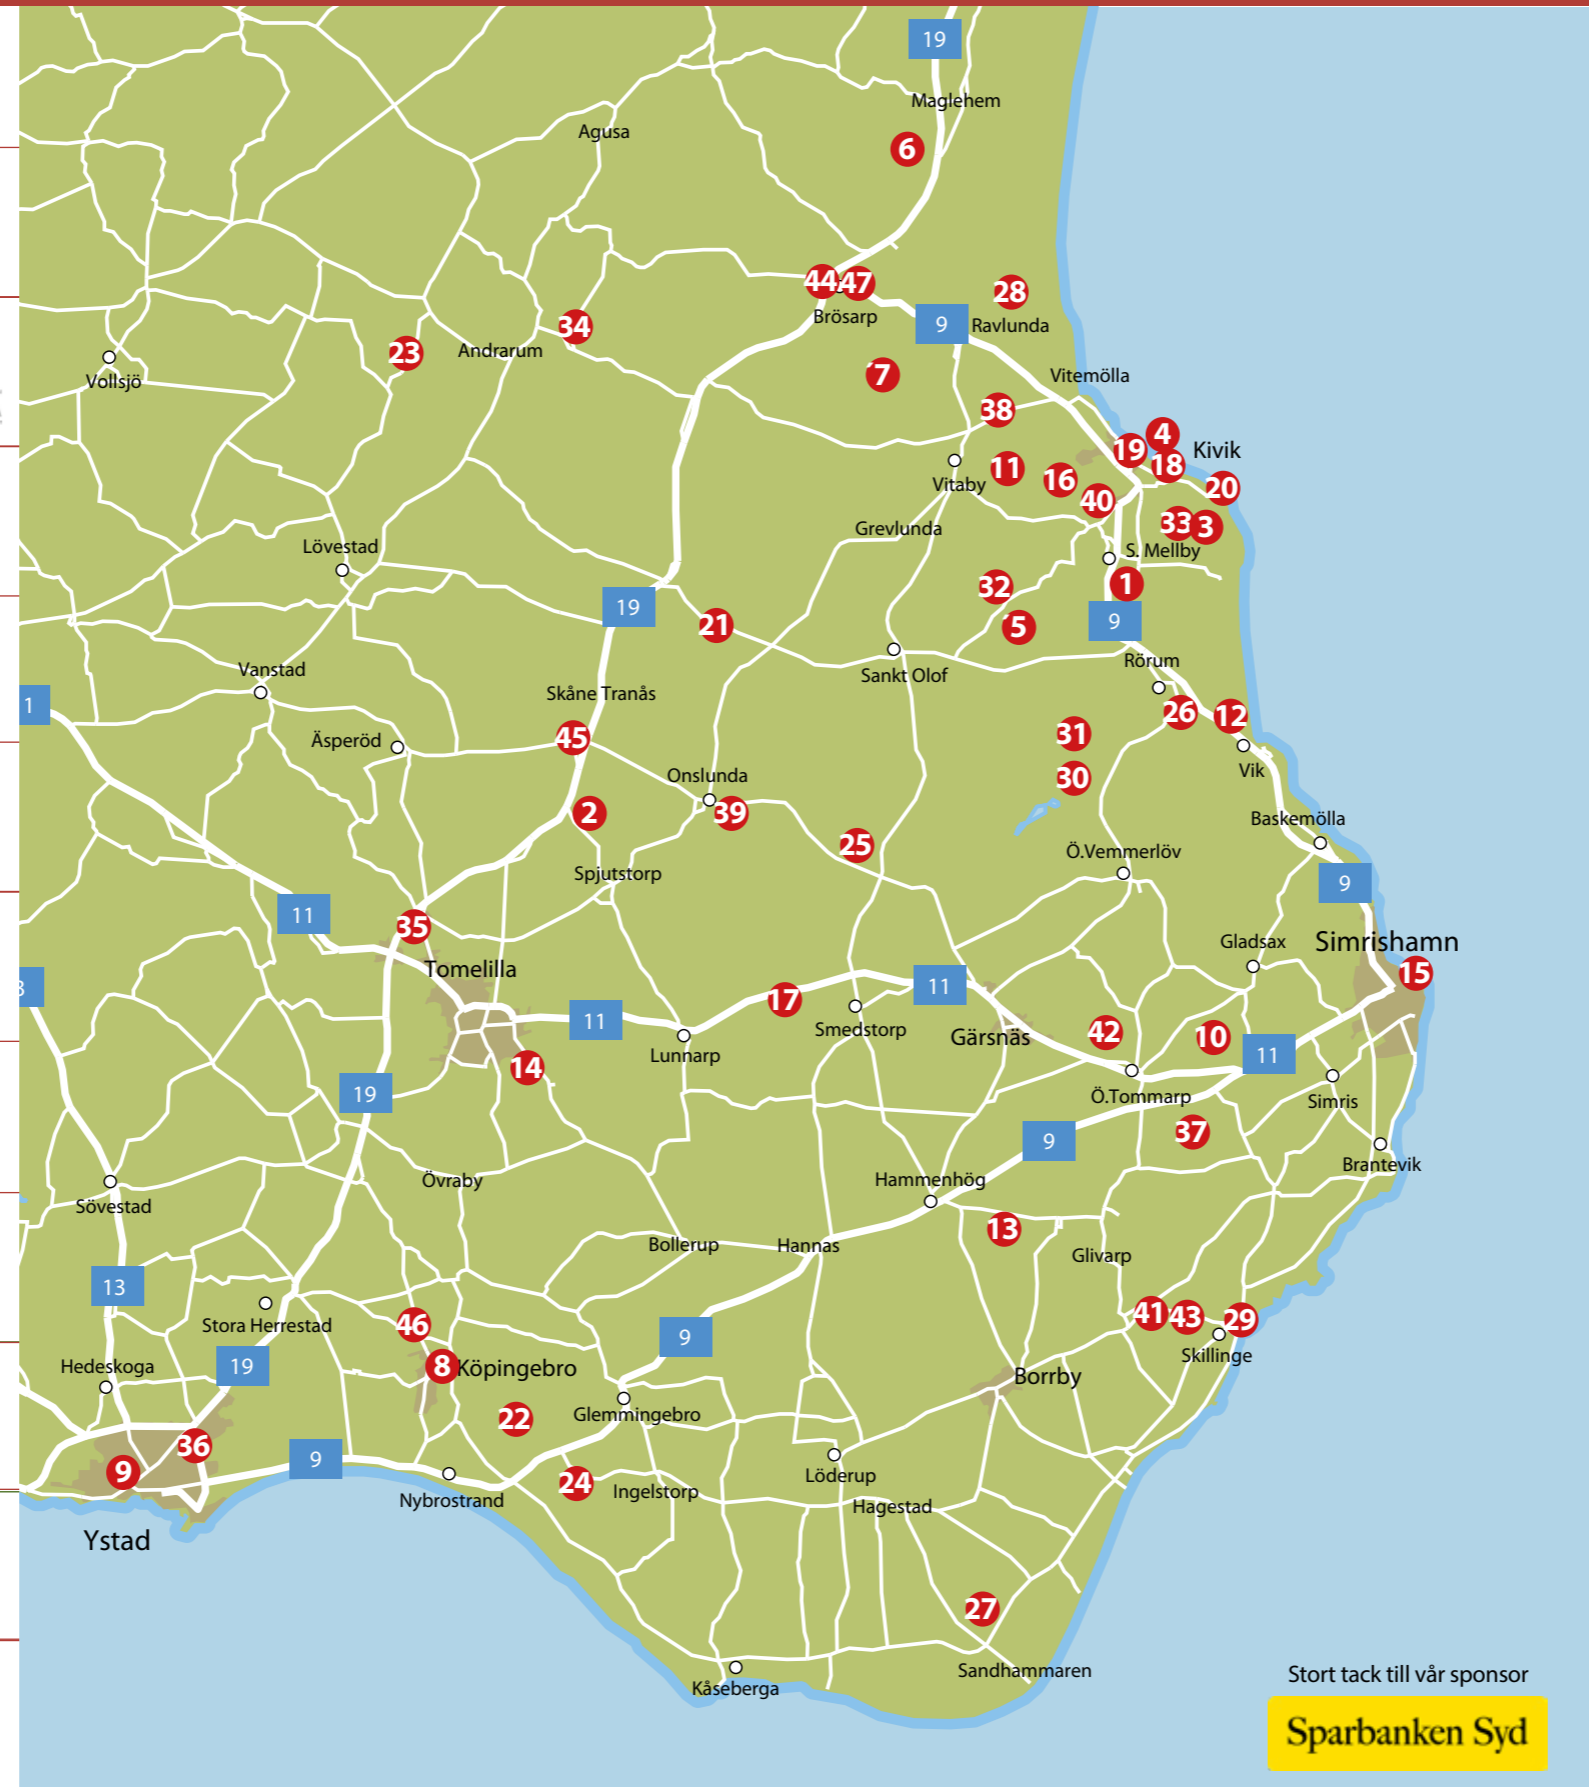 19
Maglehem
Agusa
6
44
47
28
Brösarp
9
Ravlunda
34
23
Andrarum
Vollsjö
7
Vitemölla
38
4
19
Kivik
18
11
16
Vitaby
20
40
33
3
Grevlunda
S. Mellby
Lövestad
32
1
19
21
5
9
Rörum
Vanstad
Sankt Olof
Skåne Tranås
1
26
12
Äsperöd
45
31
Vik
Onslunda
30
2
39
Baskemölla
25
Ö.Vemmerlöv
Spjutstorp
9
11
35
Gladsax
Simrishamn
Tomelilla
15
3
11
17
11
Smedstorp
Gärsnäs
42
10
Lunnarp
11
14
19
Ö.Tommarp
Simris
37
9
Brantevik
Övraby
Hammenhög
Sövestad
13
Bollerup
Hannas
Glivarp
13
Stora Herrestad
46
41
43
29
9
Skillinge
Hedeskoga
19
8
Köpingebro
Borrby
22
Glemmingebro
36
9
9
24
Löderup
Ingelstorp
Nybrostrand
Hagestad
Ystad
27
Sandhammaren
Kåseberga
Stort tack till vår sponsor
Sparbanken Syd